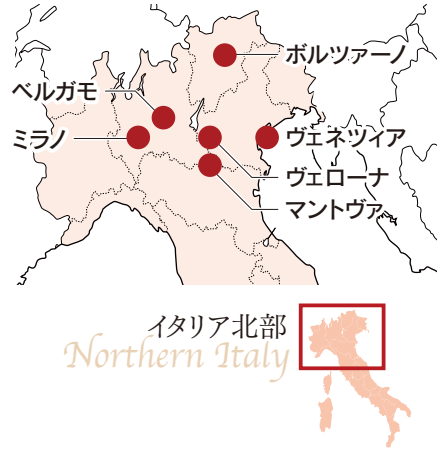 ボルツァーノ
ベルガモ
ミラノ
ヴェネツィア
ヴェローナ
マントヴァ
イタリア北部
Northern Italy